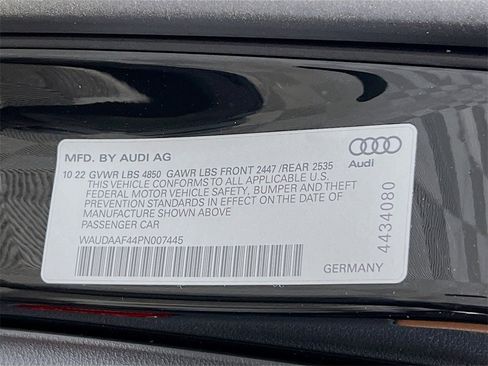 MFD. BY AUDI AG
10 22 GVWR LBS 4850 GAWR LBS FRONT 2447 /REAR 2535
THIS VEHICLE CONFORMS TO ALL APPLICABLE U.S.
FEDERAL MOTOR VEHICLE SAFETY, BUMPER AND THEFT
PREVENTION STANDARDS IN EFFECT ON THE DATE OF
MANUFACTURE SHOWN ABOVE
PASSENGER CAR
WAUDAAF44PN007445
Audi
4434080
GERMANY